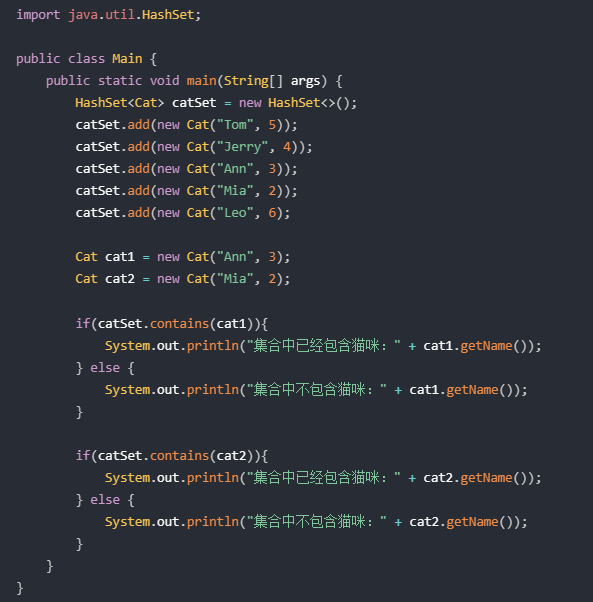 import java.util.HashSet;
public class Main {
public static void main(String[] args) {
HashSet<Cat> catSet = new HashSet<>();
catSet.add(new Cat("Tom", 5));
catSet.add(new Cat("Jerry", 4));
catSet.add(new Cat("Ann", 3));
catSet.add(new Cat("Mia", 2));
catSet.add(new Cat("Leo", 6);
Cat cat1 = new Cat("Ann", 3);
Cat cat2 = new Cat("Mia", 2);
if(catSet.contains(cat1)){
System.out.println("集合中已经包含猫咪：" + cat1.getName());
} else {
System.out.println("集合中不包含猫咪：" + cat1.getName());
}
if(catSet.contains(cat2)){
System.out.println("集合中已经包含猫咪：" + cat2.getName());
} else {
System.out.println("集合中不包含猫咪：" + cat2.getName());
}
}
}